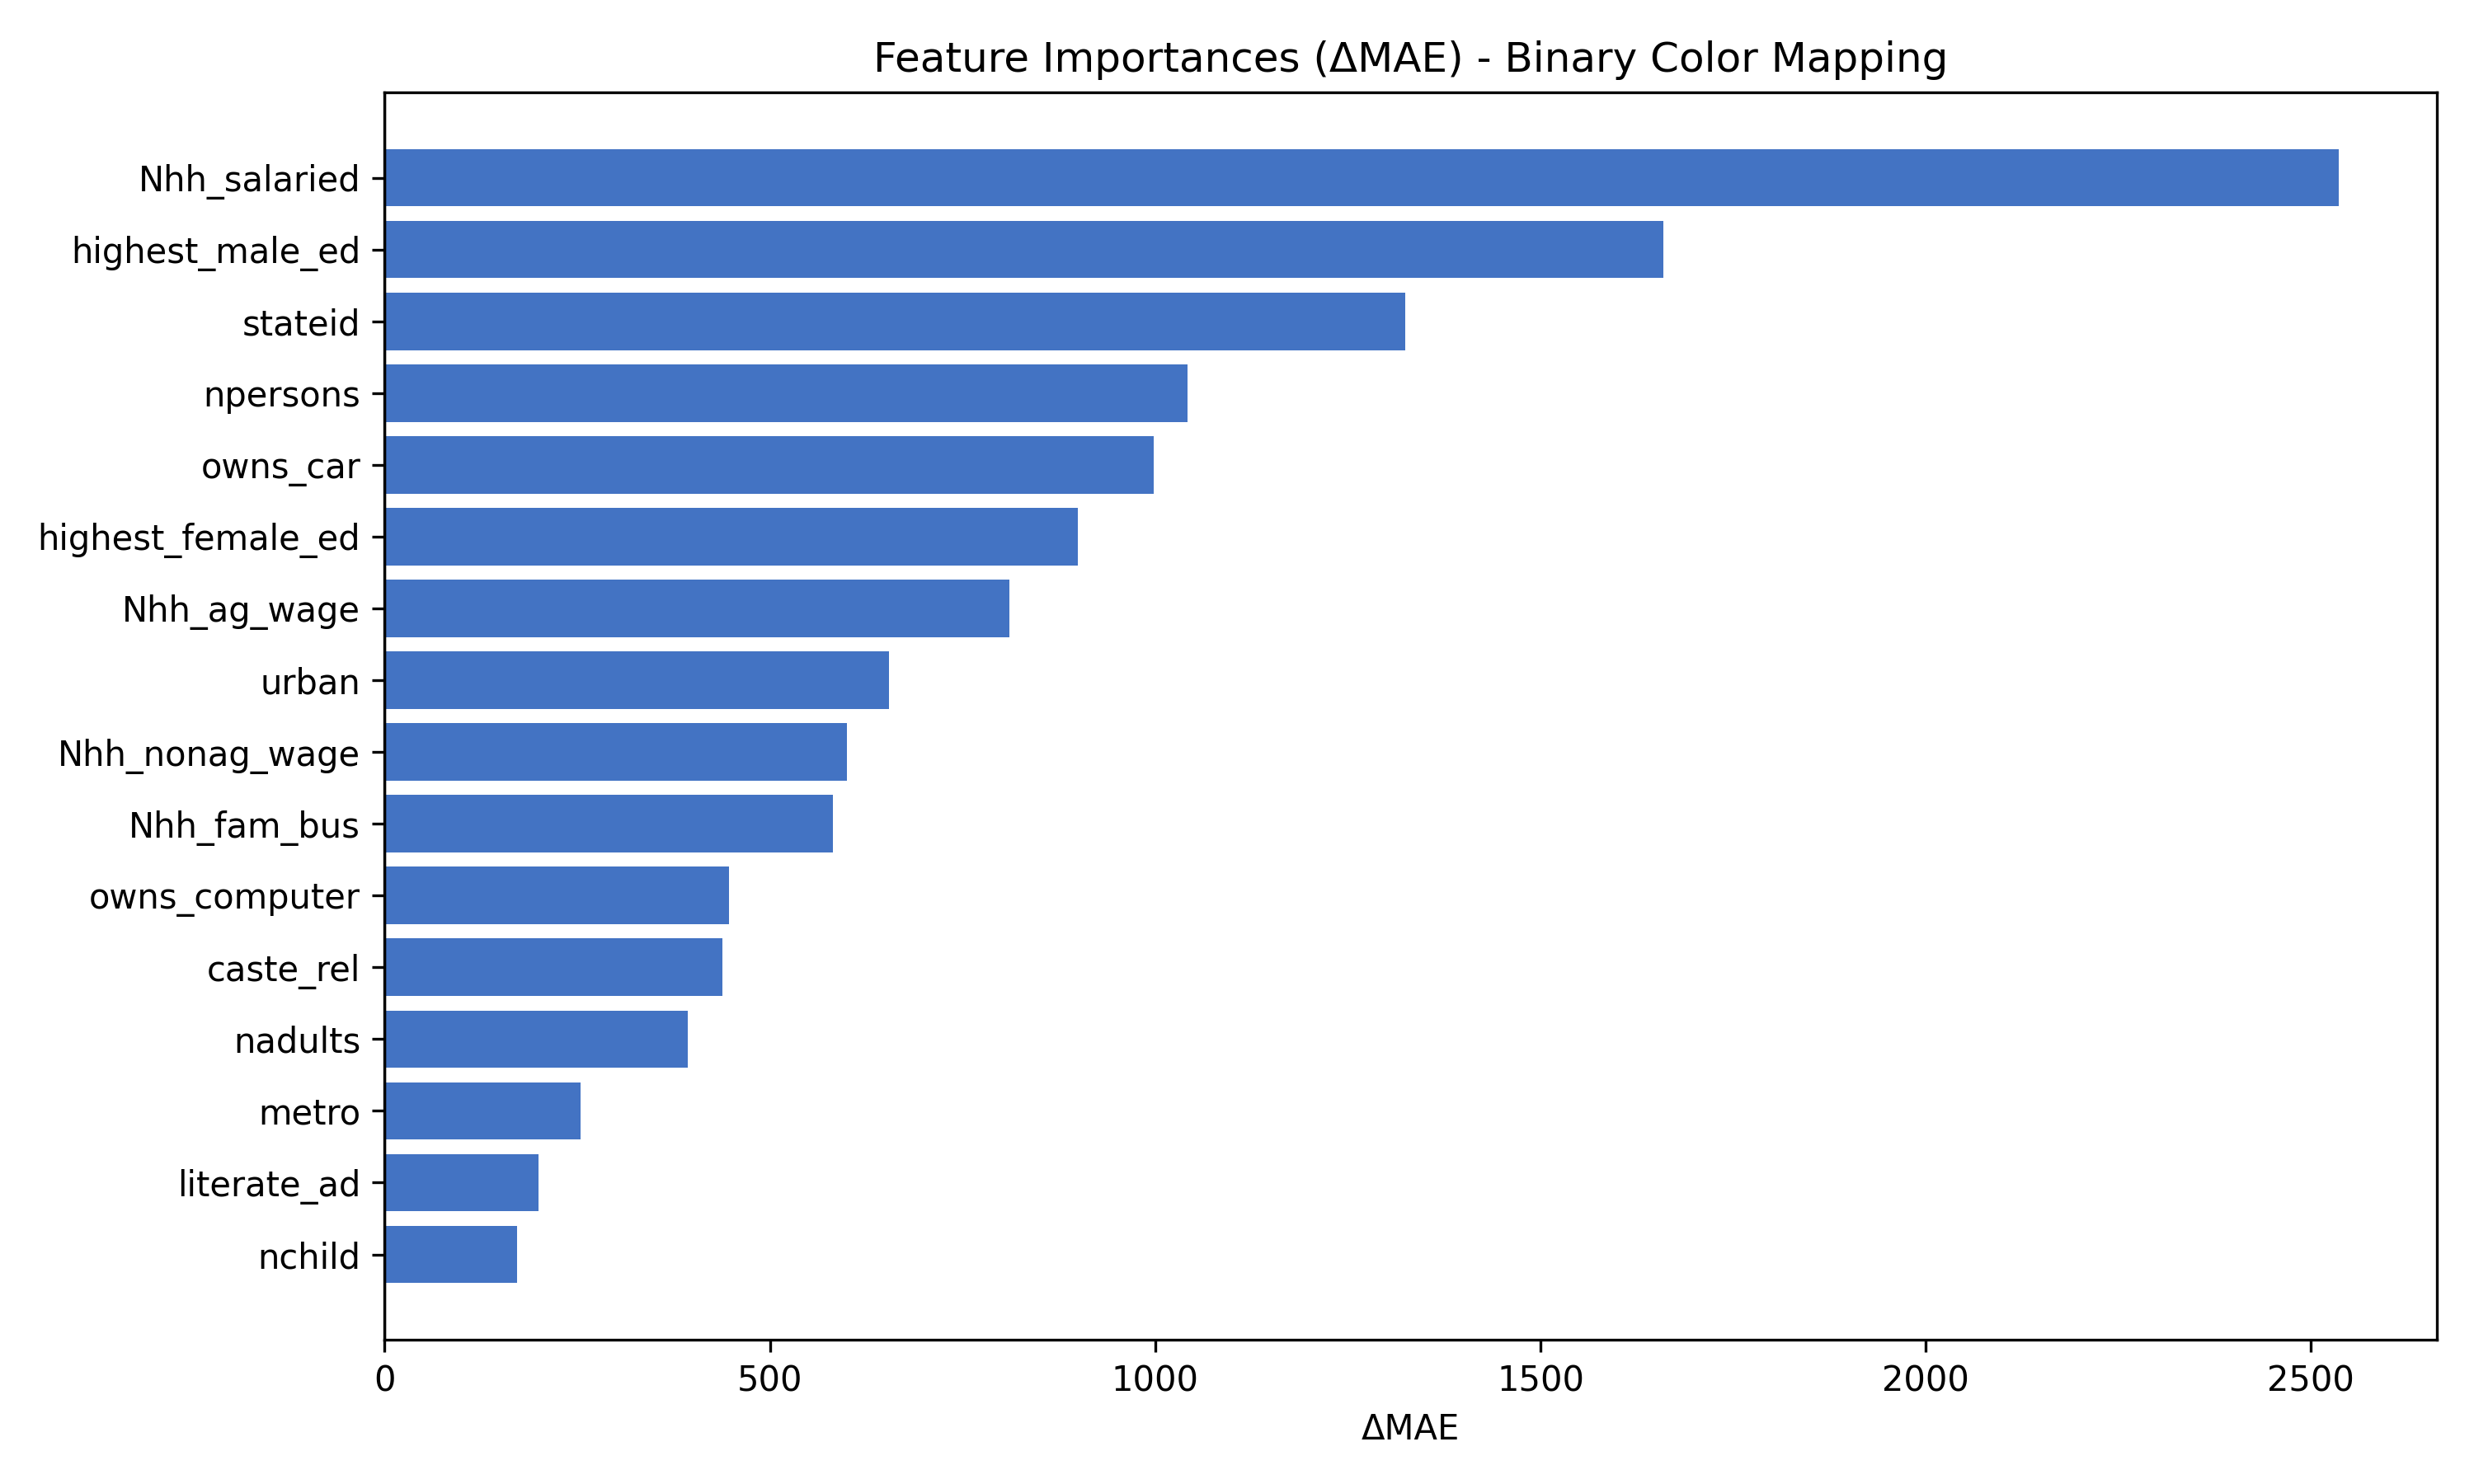 Feature Importances (ΔMAE) - Binary Color Mapping
Nhh_salaried
highest_male_ed
stateid
npersons
owns_car
highest_female_ed
Nhh_ag_wage
urban
Nhh_nonag_wage
Nhh_fam_bus
owns_computer
caste_rel
nadults
metro
literate_ad
nchild
0 500 1000 1500 2000 2500
ΔMAE